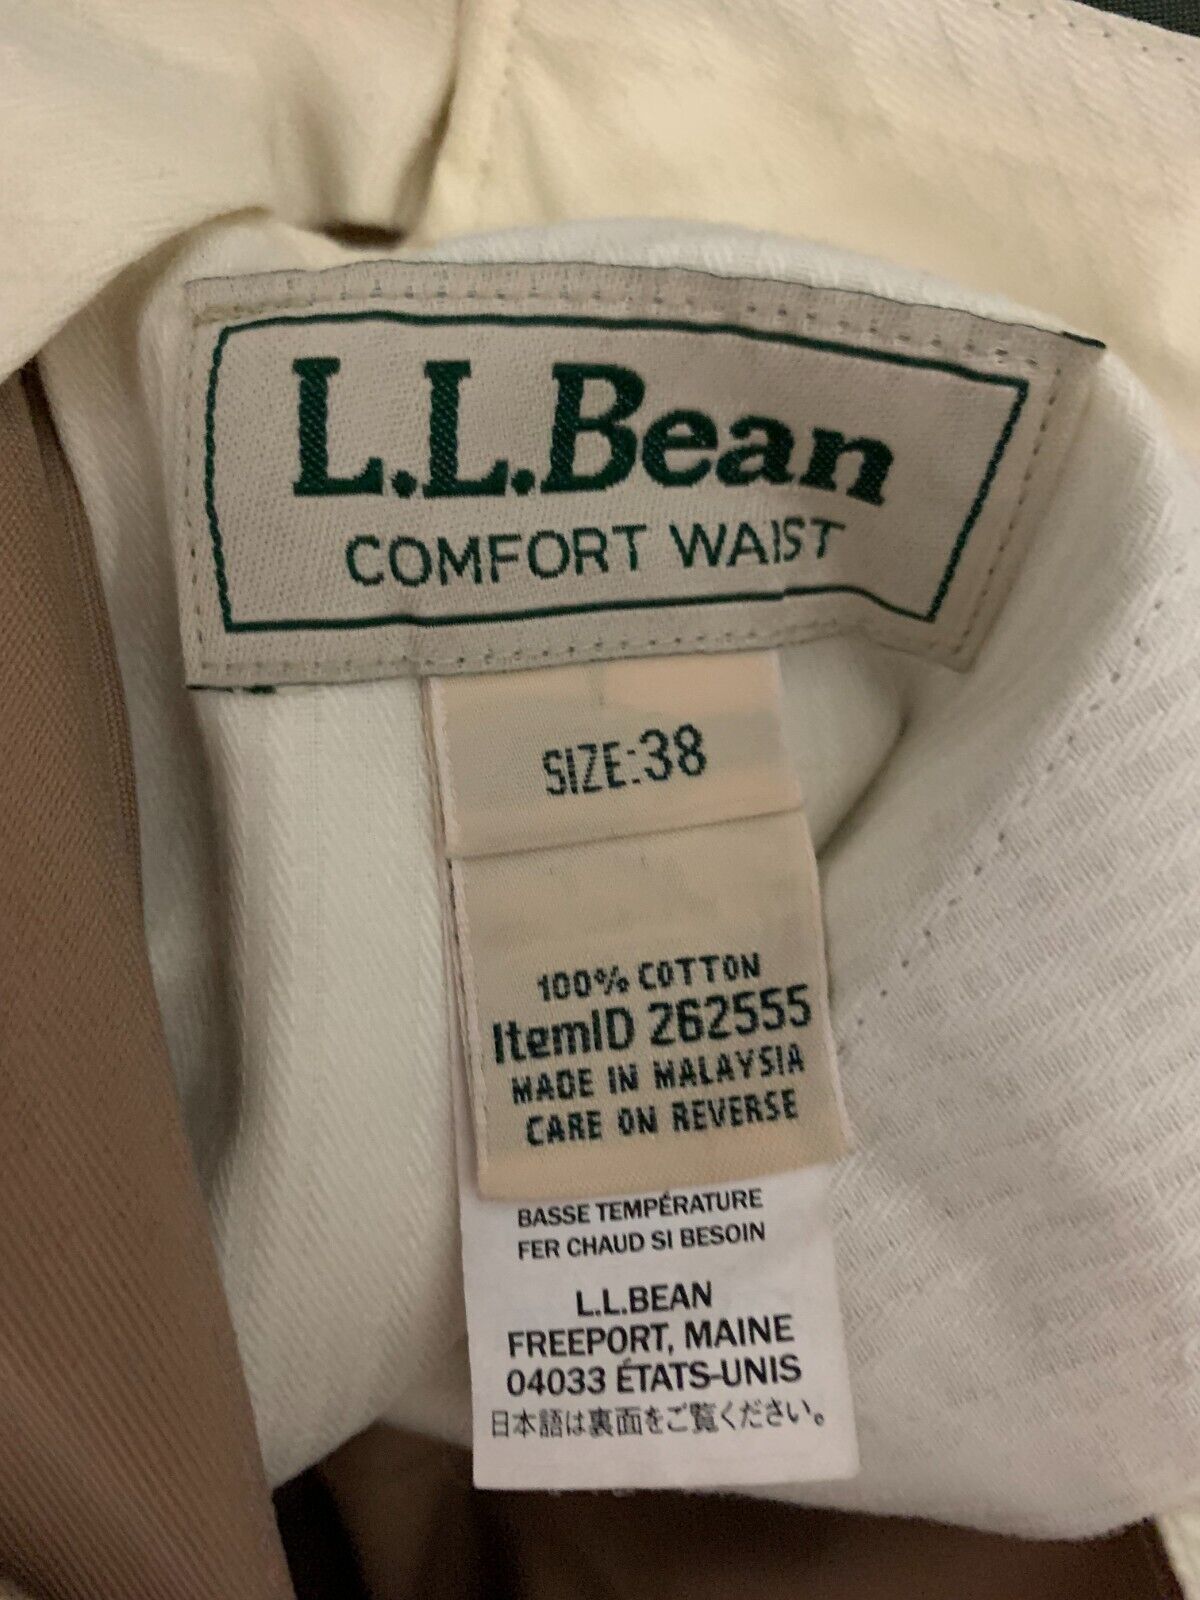 L.L.Bean
COMFORT WAIST
SIZE:38
100% COTTON
ItemID 262555
MADE IN MALAYSIA
CARE ON REVERSE
BASSE TEMPÉRATURE
FER CHAUD SI BESOIN
L.L.BEAN
FREEPORT, MAINE
04033 ÉTATS-UNIS
日本語は裏面をご覧ください。